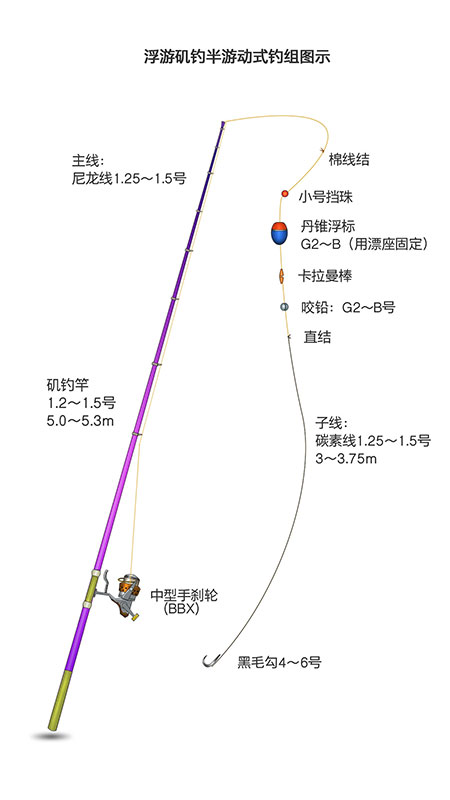 浮游矶钓半游动式钓组图示
主线：
尼龙线1.25～1.5号
棉线结
小号挡珠
丹锥浮标
G2～B（用漂座固定）
卡拉曼棒
咬铅：G2～B号
直结
矶钓竿
1.2～1.5号
5.0～5.3m
子线：
碳素线1.25～1.5号
3～3.75m
中型手刹轮
(BBX)
黑毛勾4～6号